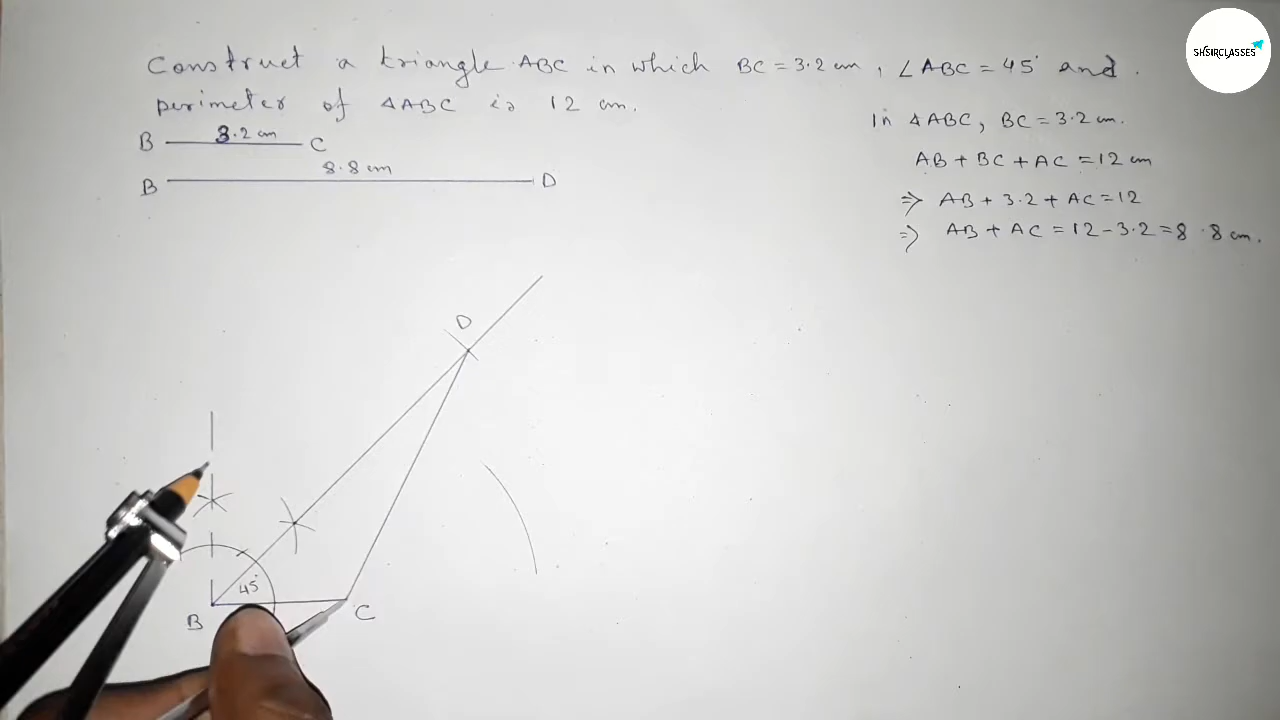 Construct a triangle ABC in which BC = 3.2 cm, ∠ABC = 45° and
perimeter of △ABC is 12 cm.
B 3.2 cm C
8.8 cm
B D
In △ABC, BC = 3.2 cm.
AB + BC + AC = 12 cm
⇒ AB + 3.2 + AC = 12
⇒ AB + AC = 12 - 3.2 = 8.8 cm.
D
45°
B C
SHSIRCLASSES